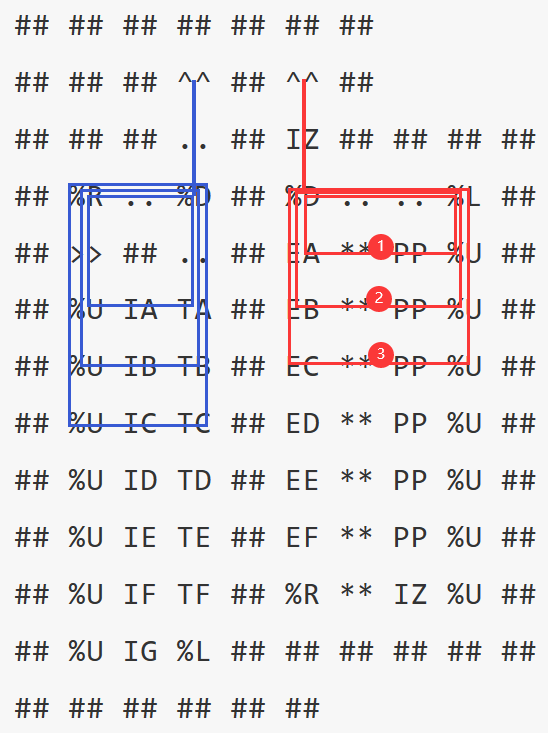 ## ## ## ## ## ## ##
## ## ## ^^ ## ^^ ##
## ## ## .. ## IZ ## ## ## ##
## %R .. %D ## %D .. .. %L ##
## >> ## .. ## EA ** 1 PP %U ##
## %U IA TA ## EB ** 2 PP %U ##
## %U IB TB ## EC ** 3 PP %U ##
## %U IC TC ## ED ** PP %U ##
## %U ID TD ## EE ** PP %U ##
## %U IE TE ## EF ** PP %U ##
## %U IF TF ## %R ** IZ %U ##
## %U IG %L ## ## ## ## ## ##
## ## ## ## ## ##